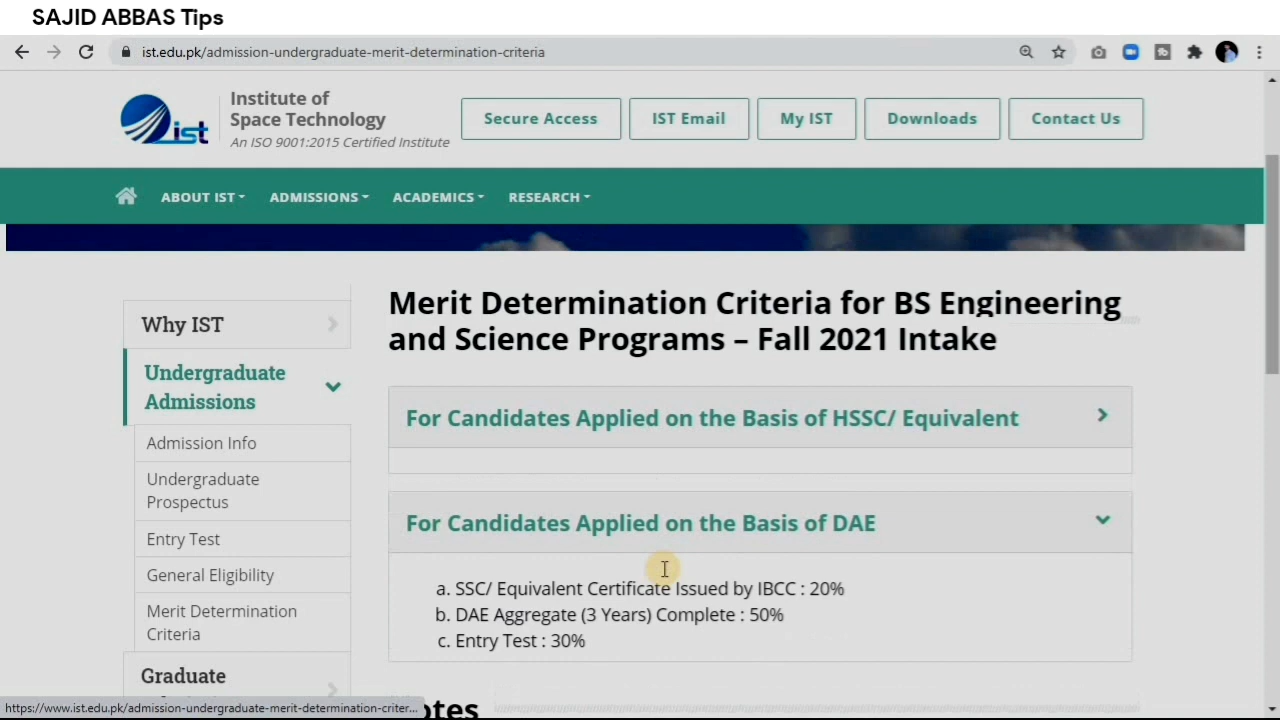 SAJID ABBAS Tips
ist.edu.pk/admission-undergraduate-merit-determination-criteria
Institute of
Space Technology
An ISO 9001:2015 Certified Institute
ist
Secure Access
IST Email
My IST
Downloads
Contact Us
ABOUT IST
ADMISSIONS
ACADEMICS
RESEARCH
Why IST
Undergraduate
Admissions
Admission Info
Undergraduate
Prospectus
Entry Test
General Eligibility
Merit Determination
Criteria
Graduate
Merit Determination Criteria for BS Engineering
and Science Programs – Fall 2021 Intake
For Candidates Applied on the Basis of HSSC/ Equivalent
For Candidates Applied on the Basis of DAE
a. SSC/ Equivalent Certificate Issued by IBCC : 20%
b. DAE Aggregate (3 Years) Complete : 50%
c. Entry Test : 30%
https://www.ist.edu.pk/admission-undergraduate-merit-determination-criter...
otes